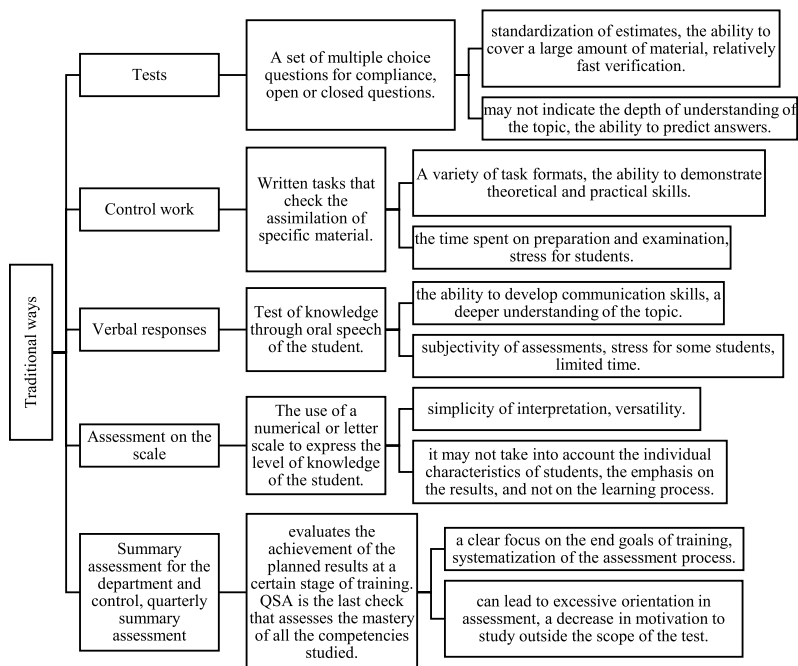 Traditional ways
Tests
A set of multiple choice
questions for compliance,
open or closed questions.
standardization of estimates, the ability to
cover a large amount of material, relatively
fast verification.
may not indicate the depth of understanding of
the topic, the ability to predict answers.
Control work
Written tasks that
check the
assimilation of
specific material.
A variety of task formats, the ability to demonstrate
theoretical and practical skills.
the time spent on preparation and examination,
stress for students.
Verbal responses
Test of knowledge
through oral speech
of the student.
the ability to develop communication skills, a
deeper understanding of the topic.
subjectivity of assessments, stress for some students,
limited time.
Assessment on the
scale
The use of a
numerical or letter
scale to express the
level of knowledge
of the student.
simplicity of interpretation, versatility.
it may not take into account the individual
characteristics of students, the emphasis on
the results, and not on the learning process.
Summary
assessment for the
department and
control, quarterly
summary
assessment
evaluates the
achievement of the
planned results at a
certain stage of training.
QSA is the last check
that assesses the mastery
of all the competencies
studied.
a clear focus on the end goals of training,
systematization of the assessment process.
can lead to excessive orientation in
assessment, a decrease in motivation to
study outside the scope of the test.